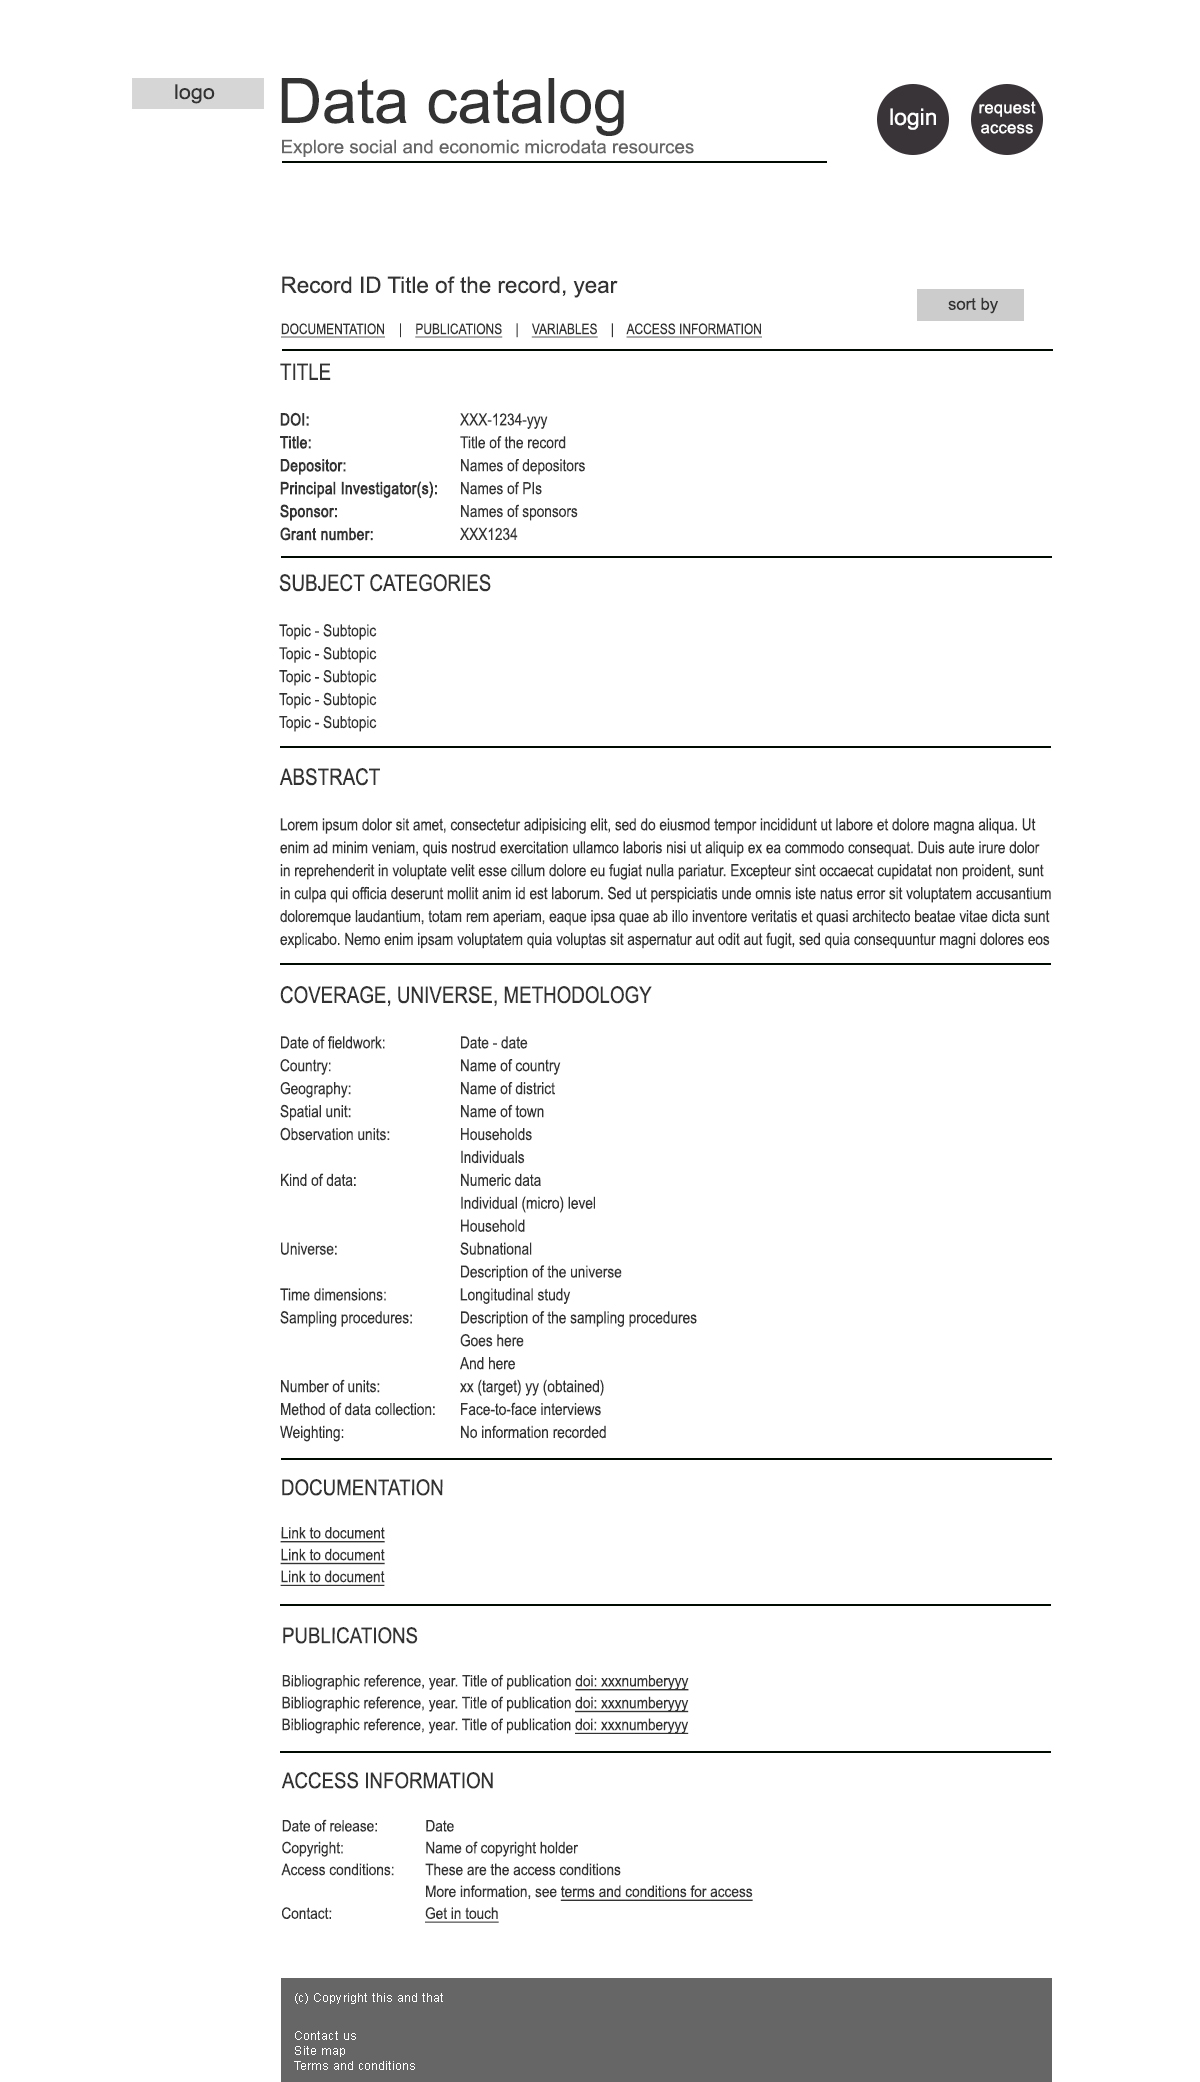 logo
Data catalog
Explore social and economic microdata resources
login
request
access
Record ID Title of the record, year
sort by
DOCUMENTATION | PUBLICATIONS | VARIABLES | ACCESS INFORMATION
TITLE
DOI: XXX-1234-yyy
Title: Title of the record
Depositor: Names of depositors
Principal Investigator(s): Names of PIs
Sponsor: Names of sponsors
Grant number: XXX1234
SUBJECT CATEGORIES
Topic - Subtopic
Topic - Subtopic
Topic - Subtopic
Topic - Subtopic
Topic - Subtopic
ABSTRACT
Lorem ipsum dolor sit amet, consectetur adipisicing elit, sed do eiusmod tempor incididunt ut labore et dolore magna aliqua. Ut
enim ad minim veniam, quis nostrud exercitation ullamco laboris nisi ut aliquip ex ea commodo consequat. Duis aute irure dolor
in reprehenderit in voluptate velit esse cillum dolore eu fugiat nulla pariatur. Excepteur sint occaecat cupidatat non proident, sunt
in culpa qui officia deserunt mollit anim id est laborum. Sed ut perspiciatis unde omnis iste natus error sit voluptatem accusantium
doloremque laudantium, totam rem aperiam, eaque ipsa quae ab illo inventore veritatis et quasi architecto beatae vitae dicta sunt
explicabo. Nemo enim ipsam voluptatem quia voluptas sit aspernatur aut odit aut fugit, sed quia consequuntur magni dolores eos
COVERAGE, UNIVERSE, METHODOLOGY
Date of fieldwork: Date - date
Country: Name of country
Geography: Name of district
Spatial unit: Name of town
Observation units: Households
Individuals
Kind of data: Numeric data
Individual (micro) level
Household
Universe: Subnational
Description of the universe
Time dimensions: Longitudinal study
Sampling procedures: Description of the sampling procedures
Goes here
And here
Number of units: xx (target) yy (obtained)
Method of data collection: Face-to-face interviews
Weighting: No information recorded
DOCUMENTATION
Link to document
Link to document
Link to document
PUBLICATIONS
Bibliographic reference, year. Title of publication doi: xxxnumberyyy
Bibliographic reference, year. Title of publication doi: xxxnumberyyy
Bibliographic reference, year. Title of publication doi: xxxnumberyyy
ACCESS INFORMATION
Date of release: Date
Copyright: Name of copyright holder
Access conditions: These are the access conditions
More information, see terms and conditions for access
Contact: Get in touch
(c) Copyright this and that
Contact us
Site map
Terms and conditions